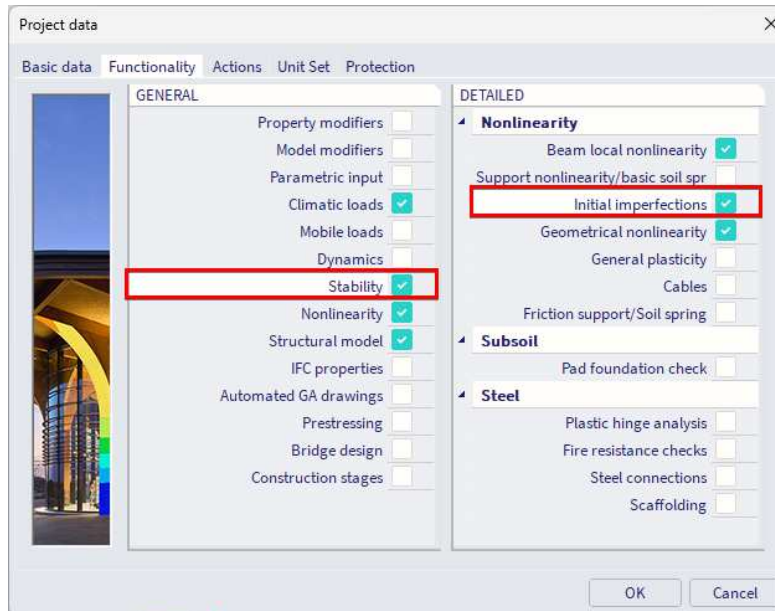 Project data
Basic data Functionality Actions Unit Set Protection
GENERAL
Property modifiers
Model modifiers
Parametric input
Climatic loads
Mobile loads
Dynamics
Stability
Nonlinearity
Structural model
IFC properties
Automated GA drawings
Prestressing
Bridge design
Construction stages
DETAILED
Nonlinearity
Beam local nonlinearity
Support nonlinearity/basic soil spr
Initial imperfections
Geometrical nonlinearity
General plasticity
Cables
Friction support/Soil spring
Subsoil
Pad foundation check
Steel
Plastic hinge analysis
Fire resistance checks
Steel connections
Scaffolding
OK Cancel